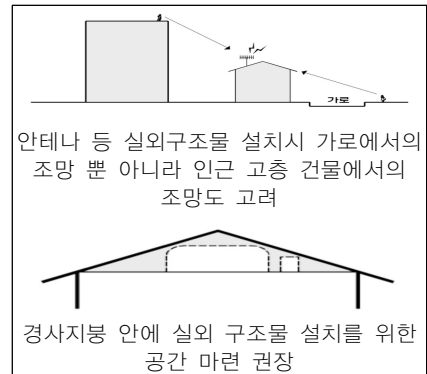 가로
안테나 등 실외구조물 설치시 가로에서의
조망 뿐 아니라 인근 고층 건물에서의
조망도 고려
경사지붕 안에 실외 구조물 설치를 위한
공간 마련 권장